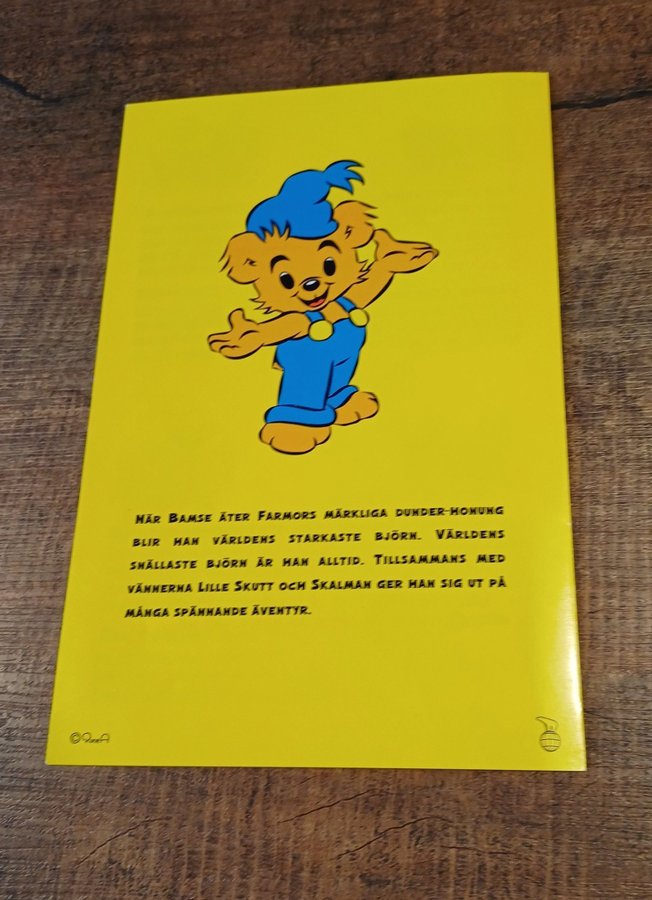 När Bamse äter Farmors märkliga dunder-honung
blir han världens starkaste björn. Världens
snällaste björn är han alltid. Tillsammans med
vännerna Lille Skutt och Skalman ger han sig ut på
många spännande äventyr.
©